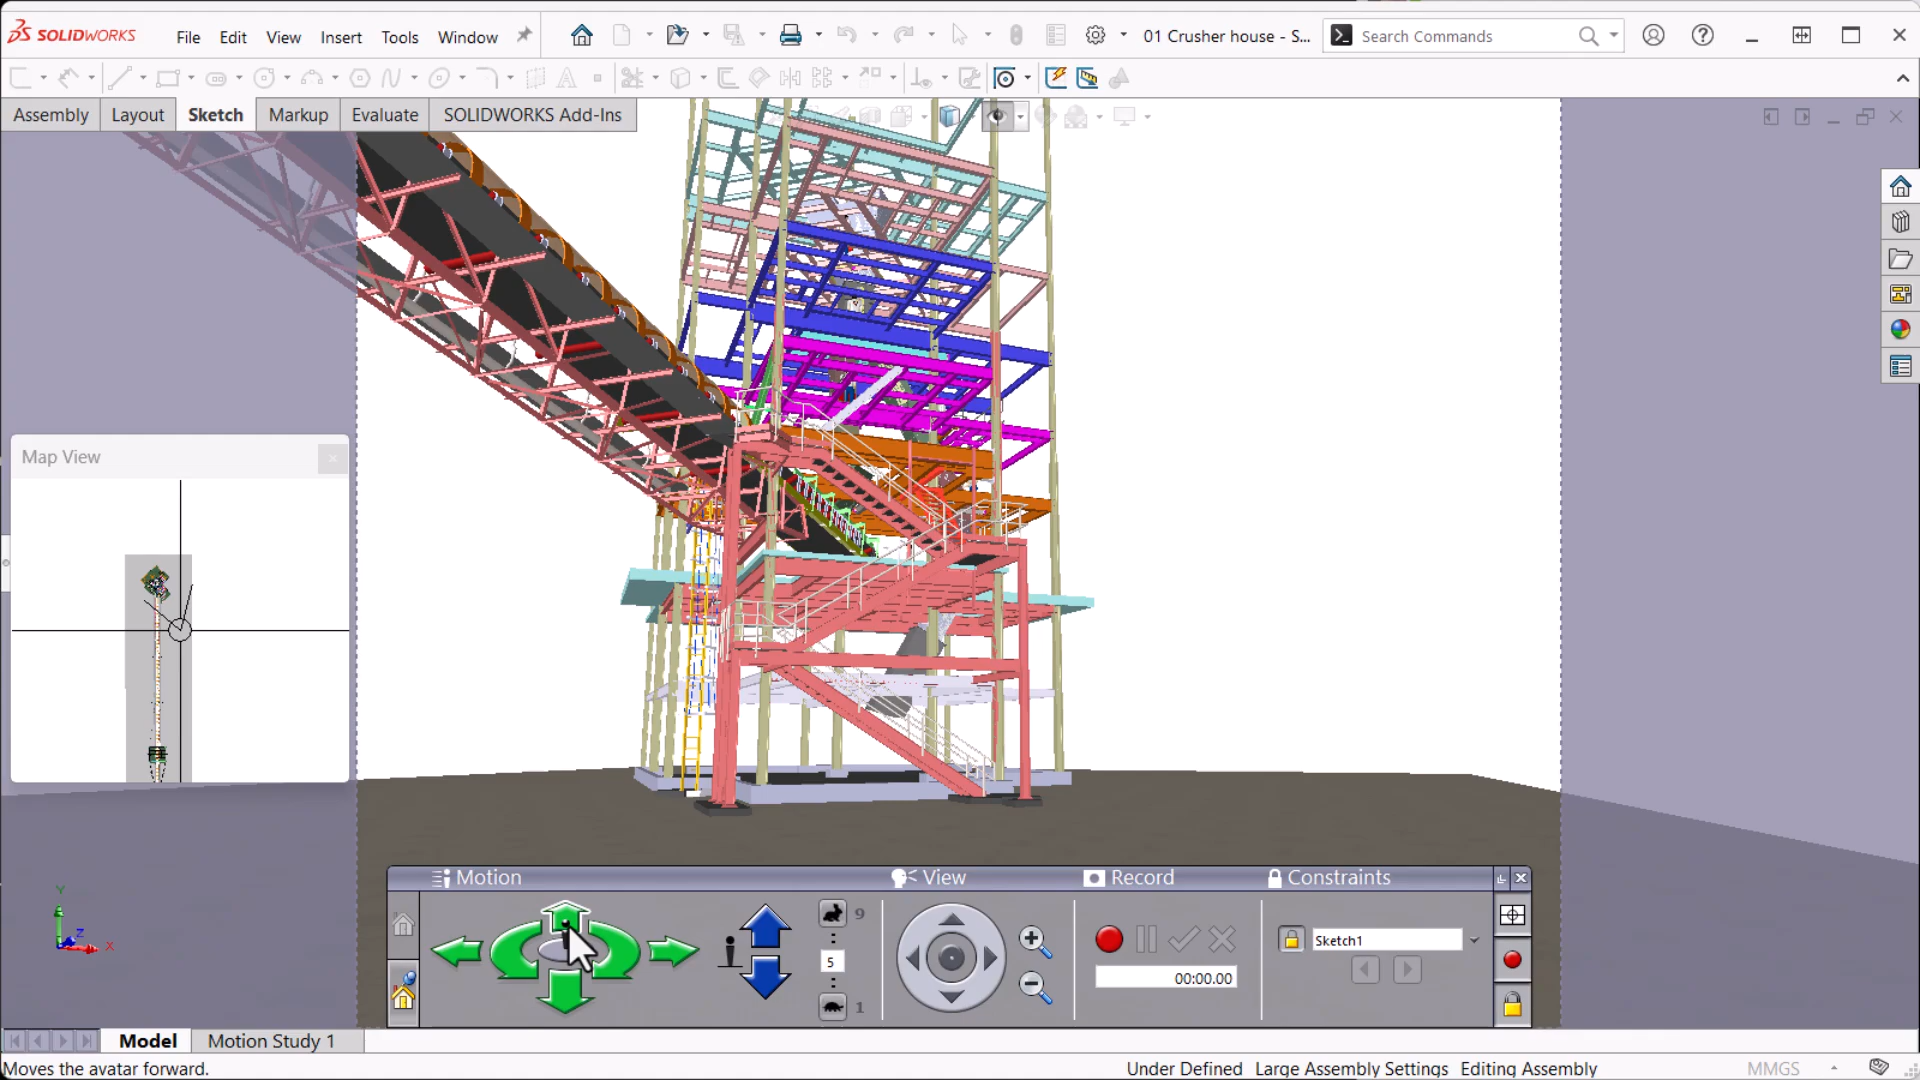 SOLIDWORKS
File Edit View Insert Tools Window
01 Crusher house - S...
Search Commands
Assembly Layout Sketch Markup Evaluate SOLIDWORKS Add-Ins
Map View
Motion View Record Constraints
9
5
1
Sketch1
00:00.00
Y
Z
X
Model Motion Study 1
Moves the avatar forward.
Under Defined Large Assembly Settings Editing Assembly
MMGS